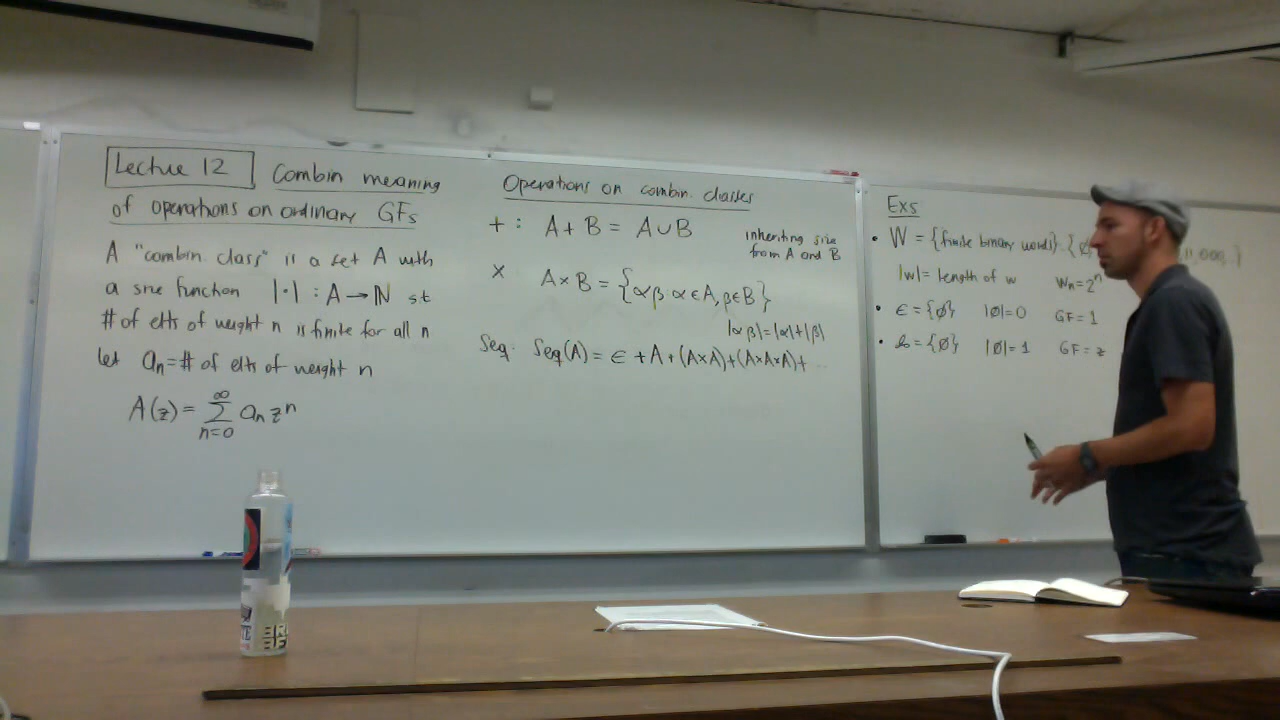 Lecture 12 Combin meaning
of operations on ordinary GFs
A "combin. class" is a set A with
a size function |·| : A → ℕ st
# of elts of weight n is finite for all n
let aₙ = # of elts of weight n
A(z) = ∑ₙ₌₀^∞ aₙ zⁿ
Operations on combin. classes
+ : A + B = A ∪ B
inheriting size
from A and B
× A × B = {αβ : α ∈ A, β ∈ B}
|αβ| = |α| + |β|
Seq: Seq(A) = ε + A + (A×A) + (A×A×A) + ...
Exs
• W = {finite binary words} = {∅,
|w| = length of w Wₙ = 2ⁿ
• ε = {∅} |∅| = 0 GF = 1
• = {∅} |∅| = 1 GF = z